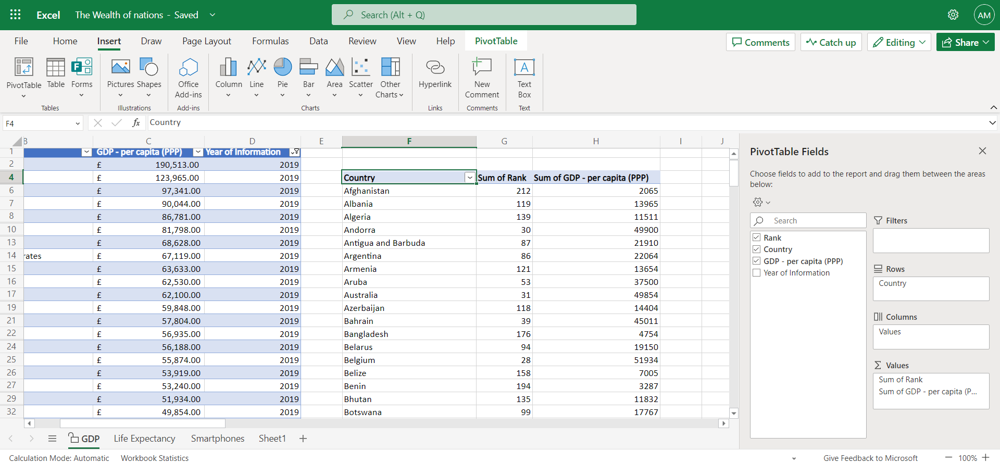 Excel The Wealth of nations - Saved Search (Alt + Q) AM
File Home Insert Draw Page Layout Formulas Data Review View Help PivotTable Comments Catch up Editing Share
PivotTable Table Forms Pictures Shapes Office Add-ins Column Line Pie Bar Area Scatter Other Charts Hyperlink New Comment Text Box
Tables Illustrations Add-ins Charts Links Comments Text
F4 fx Country
B C D E F G H I J
1 GDP - per capita (PPP) Year of Information
2 £ 190,513.00 2019
4 £ 123,965.00 2019 Country Sum of Rank Sum of GDP - per capita (PPP)
6 £ 97,341.00 2019 Afghanistan 212 2065
7 £ 90,044.00 2019 Albania 119 13965
8 £ 86,781.00 2019 Algeria 139 11511
10 £ 81,798.00 2019 Andorra 30 49900
13 £ 68,628.00 2019 Antigua and Barbuda 87 21910
14 rates £ 67,119.00 2019 Argentina 86 22064
15 £ 63,633.00 2019 Armenia 121 13654
16 £ 62,530.00 2019 Aruba 53 37500
17 £ 62,100.00 2019 Australia 31 49854
19 £ 59,848.00 2019 Azerbaijan 118 14404
21 £ 57,804.00 2019 Bahrain 39 45011
22 £ 56,935.00 2019 Bangladesh 176 4754
24 £ 56,188.00 2019 Belarus 94 19150
25 £ 55,874.00 2019 Belgium 28 51934
26 £ 53,919.00 2019 Belize 158 7005
27 £ 53,240.00 2019 Benin 194 3287
29 £ 51,934.00 2019 Bhutan 135 11832
32 £ 49,854.00 2019 Botswana 99 17767
PivotTable Fields
Choose fields to add to the report and drag them between the areas
below:
Search
Rank
Country
GDP - per capita (PPP)
Year of Information
Filters
Rows
Country
Columns
Values
Σ Values
Sum of Rank
Sum of GDP - per capita (P...
GDP Life Expectancy Smartphones Sheet1 +
Calculation Mode: Automatic Workbook Statistics Give Feedback to Microsoft − 100% +